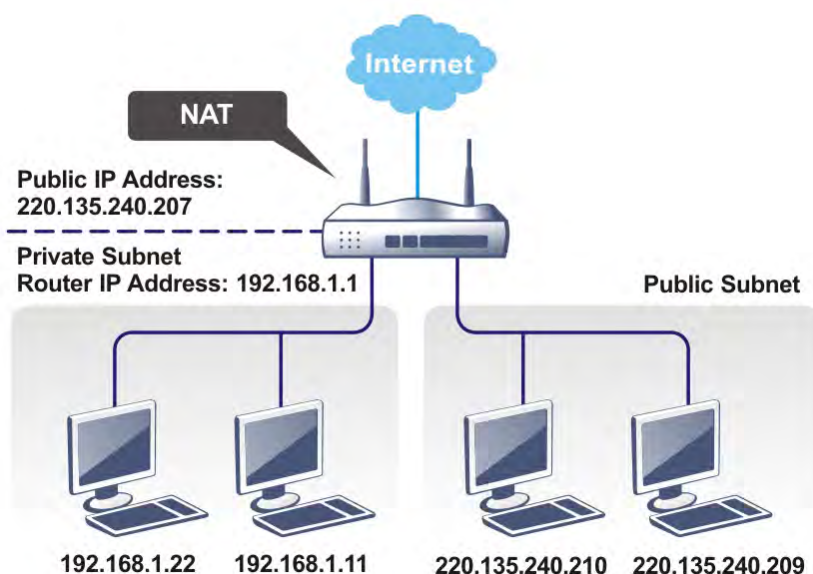 Internet
NAT
Public IP Address:
220.135.240.207
Private Subnet
Router IP Address: 192.168.1.1
Public Subnet
192.168.1.22
192.168.1.11
220.135.240.210
220.135.240.209